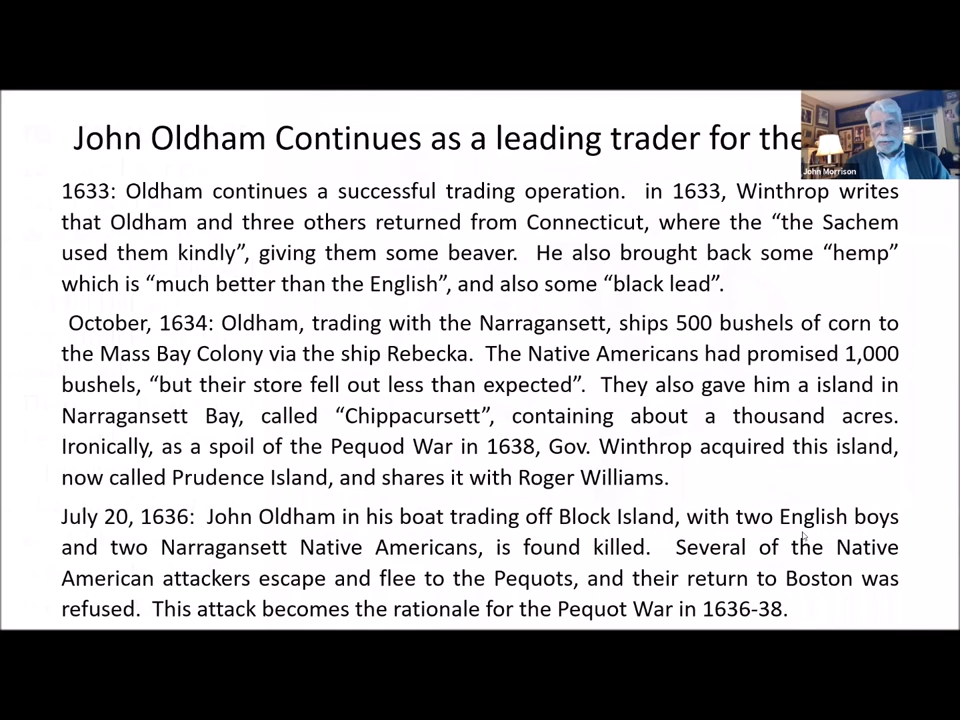 John Oldham Continues as a leading trader for the
John Morrison
1633: Oldham continues a successful trading operation. in 1633, Winthrop writes
that Oldham and three others returned from Connecticut, where the “the Sachem
used them kindly”, giving them some beaver. He also brought back some “hemp”
which is “much better than the English”, and also some “black lead”.
October, 1634: Oldham, trading with the Narragansett, ships 500 bushels of corn to
the Mass Bay Colony via the ship Rebecka. The Native Americans had promised 1,000
bushels, “but their store fell out less than expected”. They also gave him a island in
Narragansett Bay, called “Chippacursett”, containing about a thousand acres.
Ironically, as a spoil of the Pequod War in 1638, Gov. Winthrop acquired this island,
now called Prudence Island, and shares it with Roger Williams.
July 20, 1636: John Oldham in his boat trading off Block Island, with two English boys
and two Narragansett Native Americans, is found killed. Several of the Native
American attackers escape and flee to the Pequots, and their return to Boston was
refused. This attack becomes the rationale for the Pequot War in 1636-38.